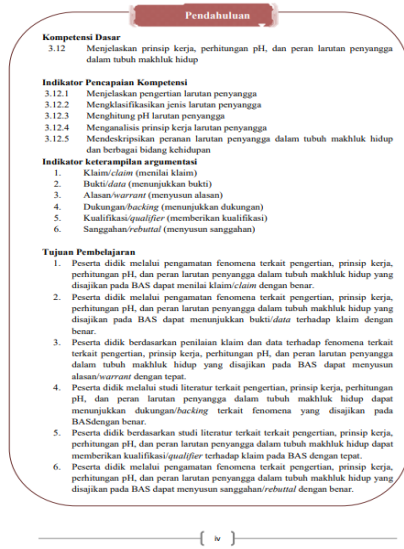 Pendahuluan
Kompetensi Dasar
3.12 Menjelaskan prinsip kerja, perhitungan pH, dan peran larutan penyangga
dalam tubuh makhluk hidup
Indikator Pencapaian Kompetensi
3.12.1 Menjelaskan pengertian larutan penyangga
3.12.2 Mengklasifikasikan jenis larutan penyangga
3.12.3 Menghitung pH larutan penyangga
3.12.4 Menganalisis prinsip kerja larutan penyangga
3.12.5 Mendeskripsikan peranan larutan penyangga dalam tubuh makhluk hidup
dan berbagai bidang kehidupan
Indikator keterampilan argumentasi
1. Klaim/claim (menilai klaim)
2. Bukti/data (menunjukkan bukti)
3. Alasan/warrant (menyusun alasan)
4. Dukungan/backing (menunjukkan dukungan)
5. Kualifikasi/qualifier (memberikan kualifikasi)
6. Sanggahan/rebuttal (menyusun sanggahan)
Tujuan Pembelajaran
1. Peserta didik melalui pengamatan fenomena terkait pengertian, prinsip kerja,
perhitungan pH, dan peran larutan penyangga dalam tubuh makhluk hidup yang
disajikan pada BAS dapat menilai klaim/claim dengan benar.
2. Peserta didik melalui pengamatan fenomena terkait pengertian, prinsip kerja,
perhitungan pH, dan peran larutan penyangga dalam tubuh makhluk hidup yang
disajikan pada BAS dapat menunjukkan bukti/data terhadap klaim dengan
benar.
3. Peserta didik berdasarkan penilaian klaim dan data terhadap fenomena terkait
terkait pengertian, prinsip kerja, perhitungan pH, dan peran larutan penyangga
dalam tubuh makhluk hidup yang disajikan pada BAS dapat menyusun
alasan/warrant dengan tepat.
4. Peserta didik melalui studi literatur terkait pengertian, prinsip kerja, perhitungan
pH, dan peran larutan penyangga dalam tubuh makhluk hidup dapat
menunjukkan dukungan/backing terkait fenomena yang disajikan pada
BASdengan benar.
5. Peserta didik berdasarkan studi literatur terkait terkait pengertian, prinsip kerja,
perhitungan pH, dan peran larutan penyangga dalam tubuh makhluk hidup dapat
memberikan kualifikasi/qualifier terhadap klaim pada BAS dengan tepat.
6. Peserta didik melalui pengamatan fenomena terkait pengertian, prinsip kerja,
perhitungan pH, dan peran larutan penyangga dalam tubuh makhluk hidup yang
disajikan pada BAS dapat menyusun sanggahan/rebuttal dengan benar.
iv